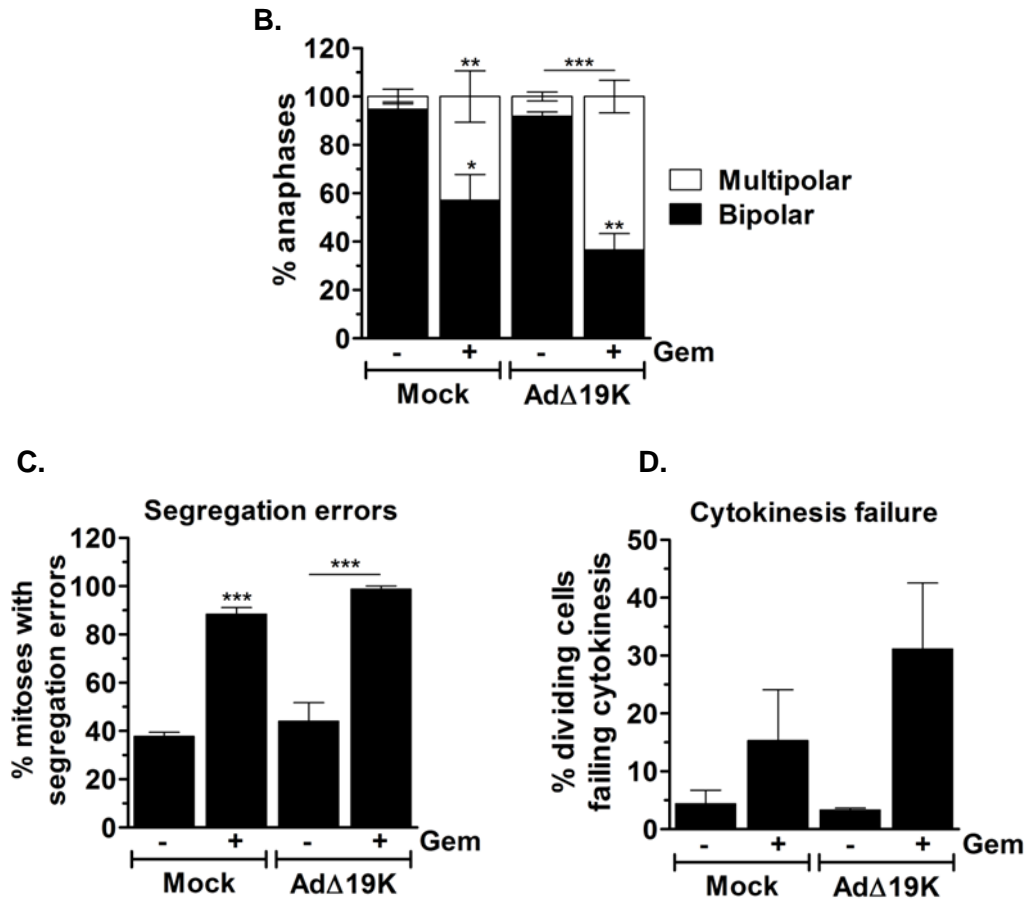 B.
% anaphases
120
100
80
60
40
20
0
**
*
***
**
Multipolar
Bipolar
- + - + Gem
Mock AdΔ19K
C.
Segregation errors
% mitoses with
segregation errors
120
100
80
60
40
20
0
***
***
- + - + Gem
Mock AdΔ19K
D.
Cytokinesis failure
% dividing cells
failing cytokinesis
50
40
30
20
10
0
- + - + Gem
Mock AdΔ19K